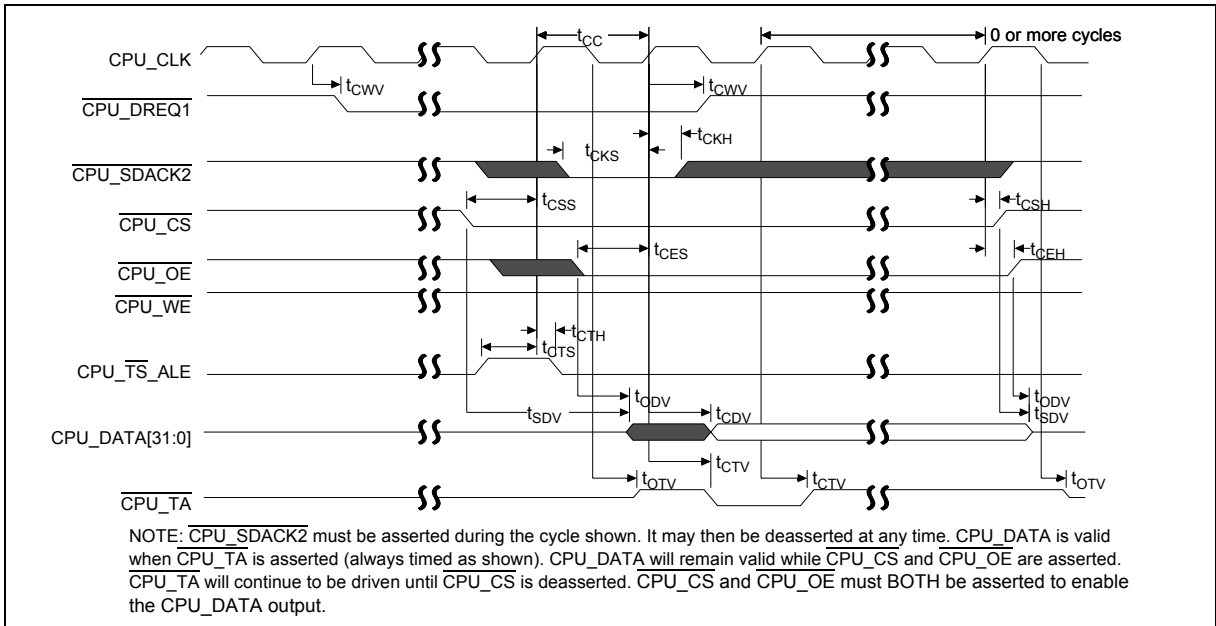 t_CC
0 or more cycles
CPU_CLK
t_CWV
t_CWV
CPU_DREQ1
t_CKH
t_CKS
CPU_SDACK2
t_CSS
t_CSH
CPU_CS
t_CES
t_CEH
CPU_OE
CPU_WE
t_CTH
t_CTS
CPU_TS_ALE
t_ODV
t_ODV
t_SDV
t_CDV
t_SDV
CPU_DATA[31:0]
t_CTV
t_OTV
t_CTV
t_OTV
CPU_TA
NOTE: CPU_SDACK2 must be asserted during the cycle shown. It may then be deasserted at any time. CPU_DATA is valid
when CPU_TA is asserted (always timed as shown). CPU_DATA will remain valid while CPU_CS and CPU_OE are asserted.
CPU_TA will continue to be driven until CPU_CS is deasserted. CPU_CS and CPU_OE must BOTH be asserted to enable
the CPU_DATA output.